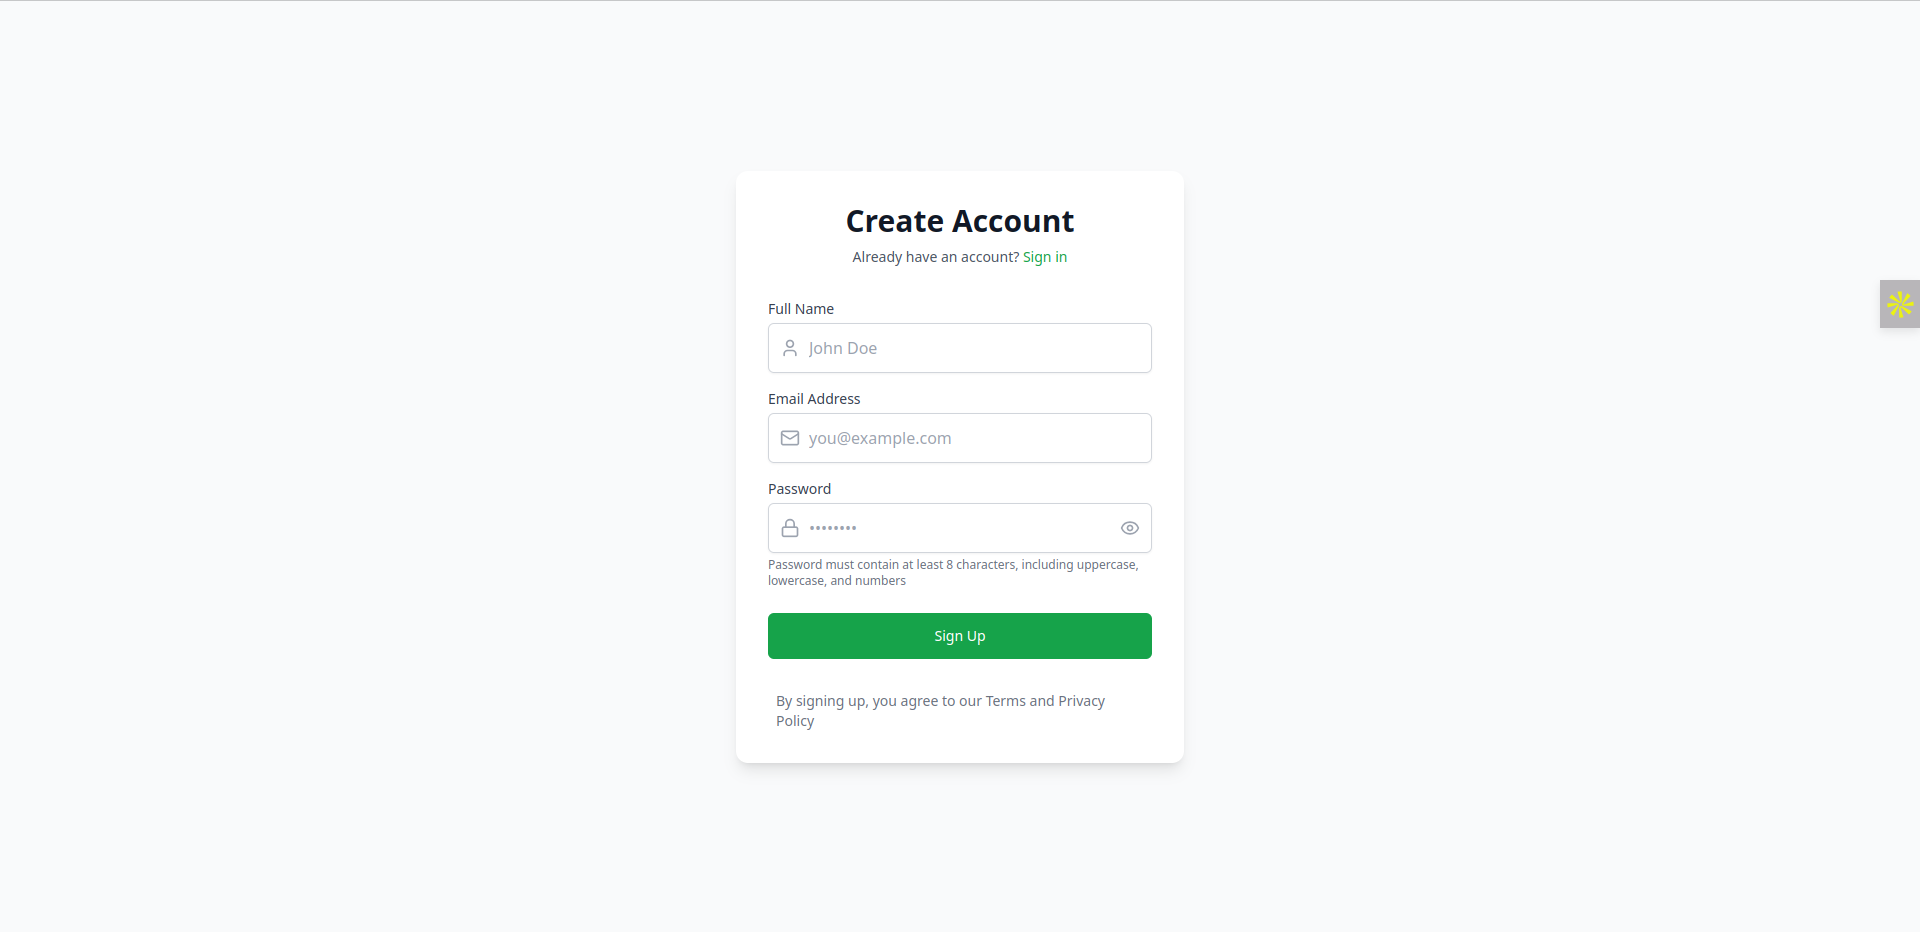 Create Account
Already have an account? Sign in
Full Name
John Doe
Email Address
you@example.com
Password
••••••••
Password must contain at least 8 characters, including uppercase,
lowercase, and numbers
Sign Up
By signing up, you agree to our Terms and Privacy
Policy